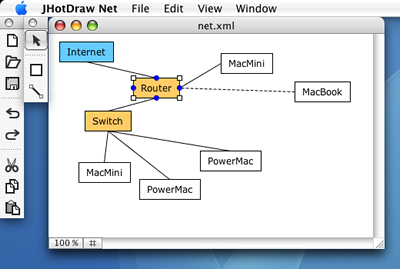 JHotDraw Net File Edit View Window
net.xml
Internet
MacMini
Router
MacBook
Switch
PowerMac
MacMini
PowerMac
100 %